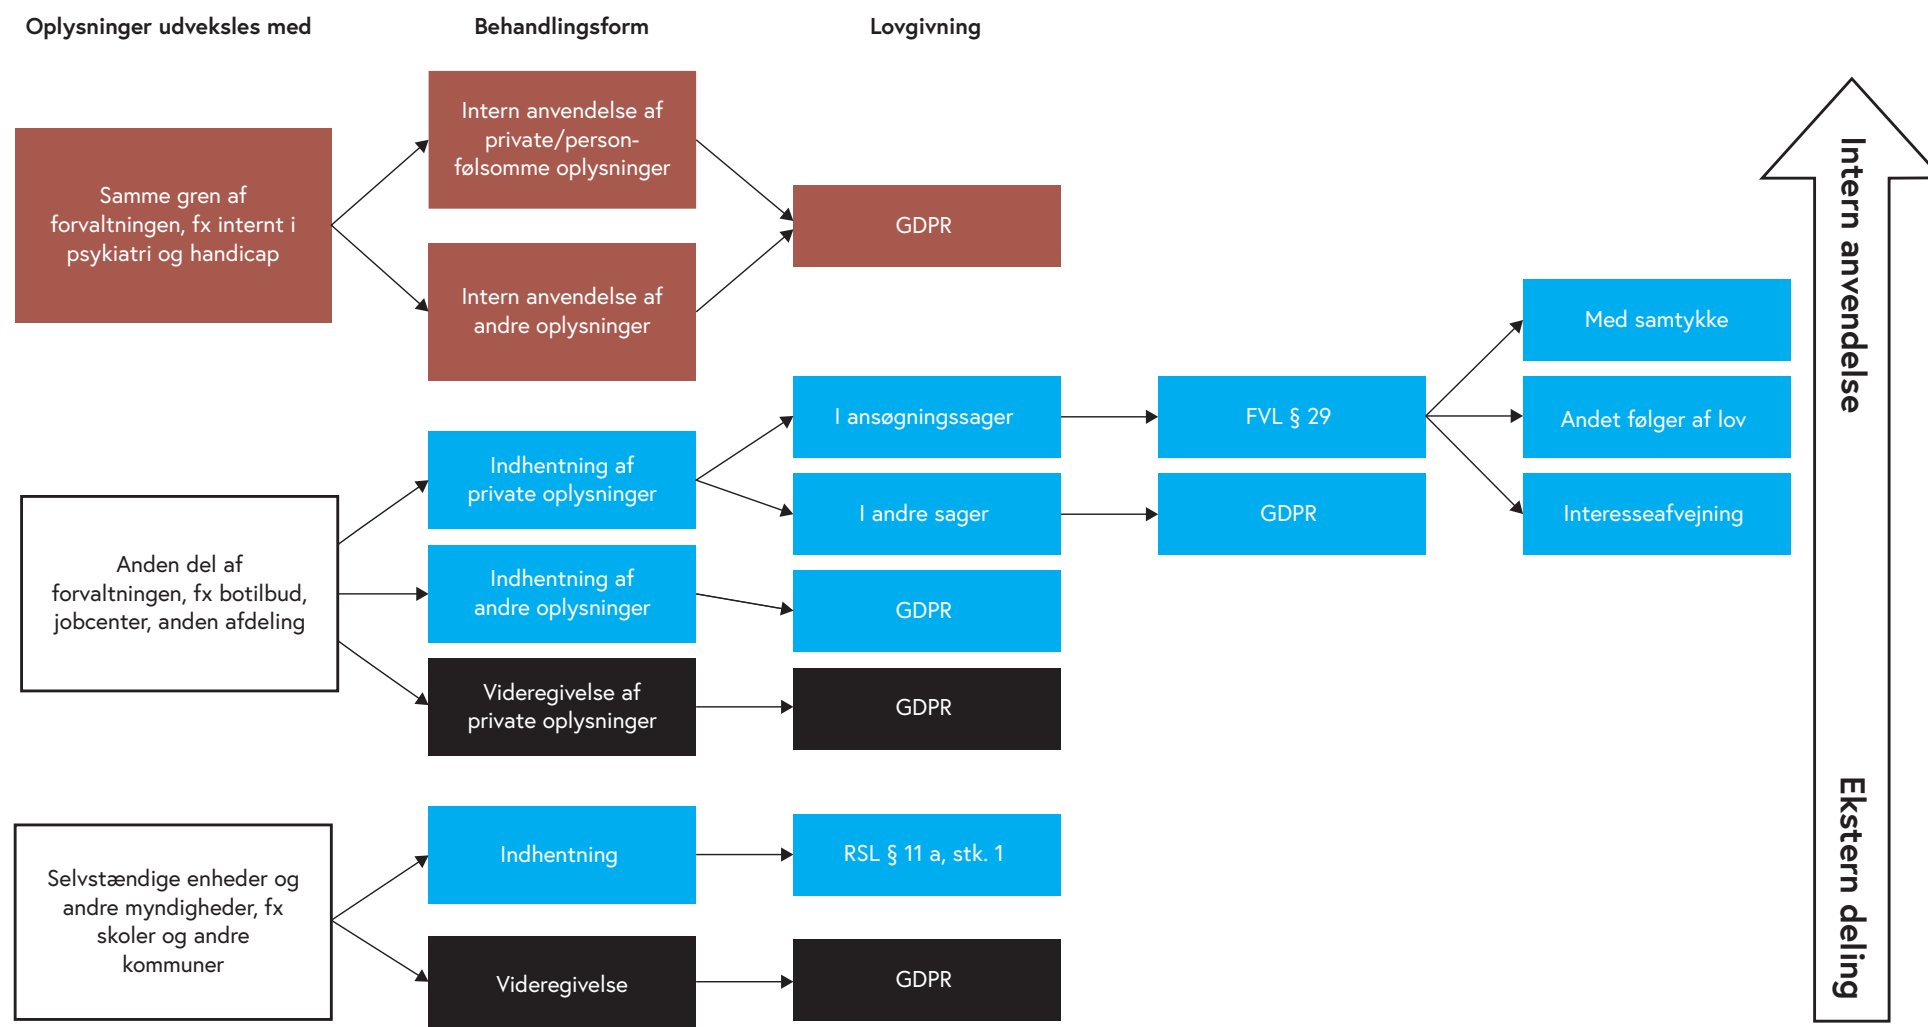 Oplysninger udveksles med
Behandlingsform
Lovgivning
Samme gren af
forvaltningen, fx internt i
psykiatri og handicap
Intern anvendelse af
private/person-
følsomme oplysninger
Intern anvendelse af
andre oplysninger
GDPR
Anden del af
forvaltningen, fx botilbud,
jobcenter, anden afdeling
Indhentning af
private oplysninger
I ansøgningssager
FVL § 29
Med samtykke
Andet følger af lov
Interesseafvejning
I andre sager
GDPR
Indhentning af
andre oplysninger
GDPR
Videregivelse af
private oplysninger
GDPR
Selvstændige enheder og
andre myndigheder, fx
skoler og andre
kommuner
Indhentning
RSL § 11 a, stk. 1
Videregivelse
GDPR
Intern anvendelse
Ekstern deling